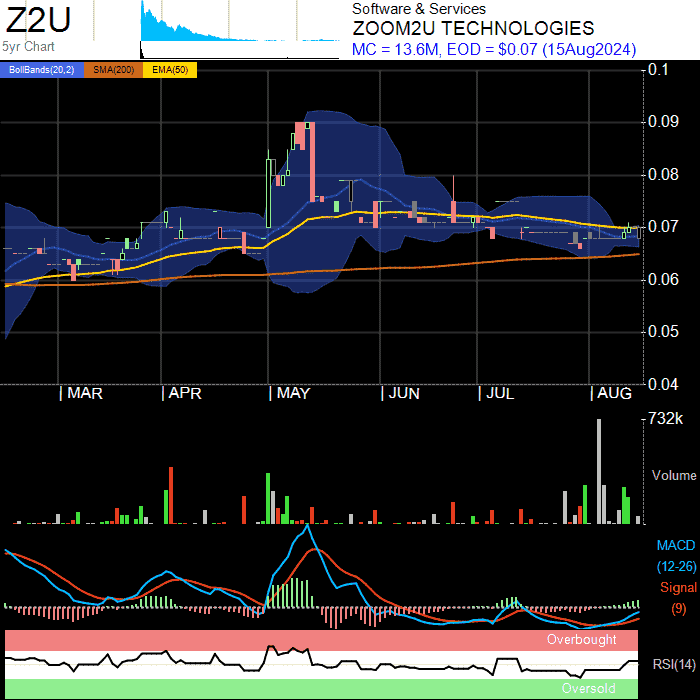 Z2U
5yr Chart
Software & Services
ZOOM2U TECHNOLOGIES
MC = 13.6M, EOD = $0.07 (15Aug2024)
BollBands(20,2) SMA(200) EMA(50)
0.1
0.09
0.08
0.07
0.06
0.05
0.04
MAR APR MAY JUN JUL AUG
732k
Volume
MACD
(12-26)
Signal
(9)
Overbought
RSI(14)
Oversold